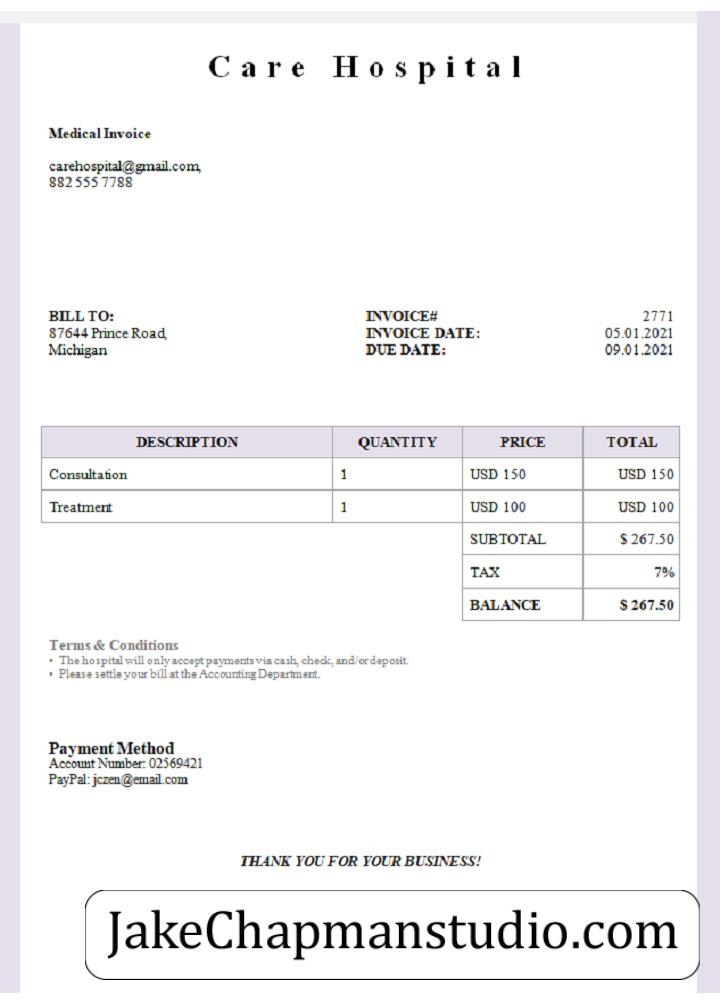 Care Hospital
Medical Invoice
carehospital@gmail.com,
882 555 7788
BILL TO:
87644 Prince Road,
Michigan
INVOICE# 2771
INVOICE DATE: 05.01.2021
DUE DATE: 09.01.2021
DESCRIPTION QUANTITY PRICE TOTAL
Consultation 1 USD 150 USD 150
Treatment 1 USD 100 USD 100
SUBTOTAL $ 267.50
TAX 7%
BALANCE $ 267.50
Terms & Conditions
• The hospital will only accept payments via cash, check, and/or deposit.
• Please settle your bill at the Accounting Department.
Payment Method
Account Number: 02569421
PayPal: jczen@email.com
THANK YOU FOR YOUR BUSINESS!
JakeChapmanstudio.com